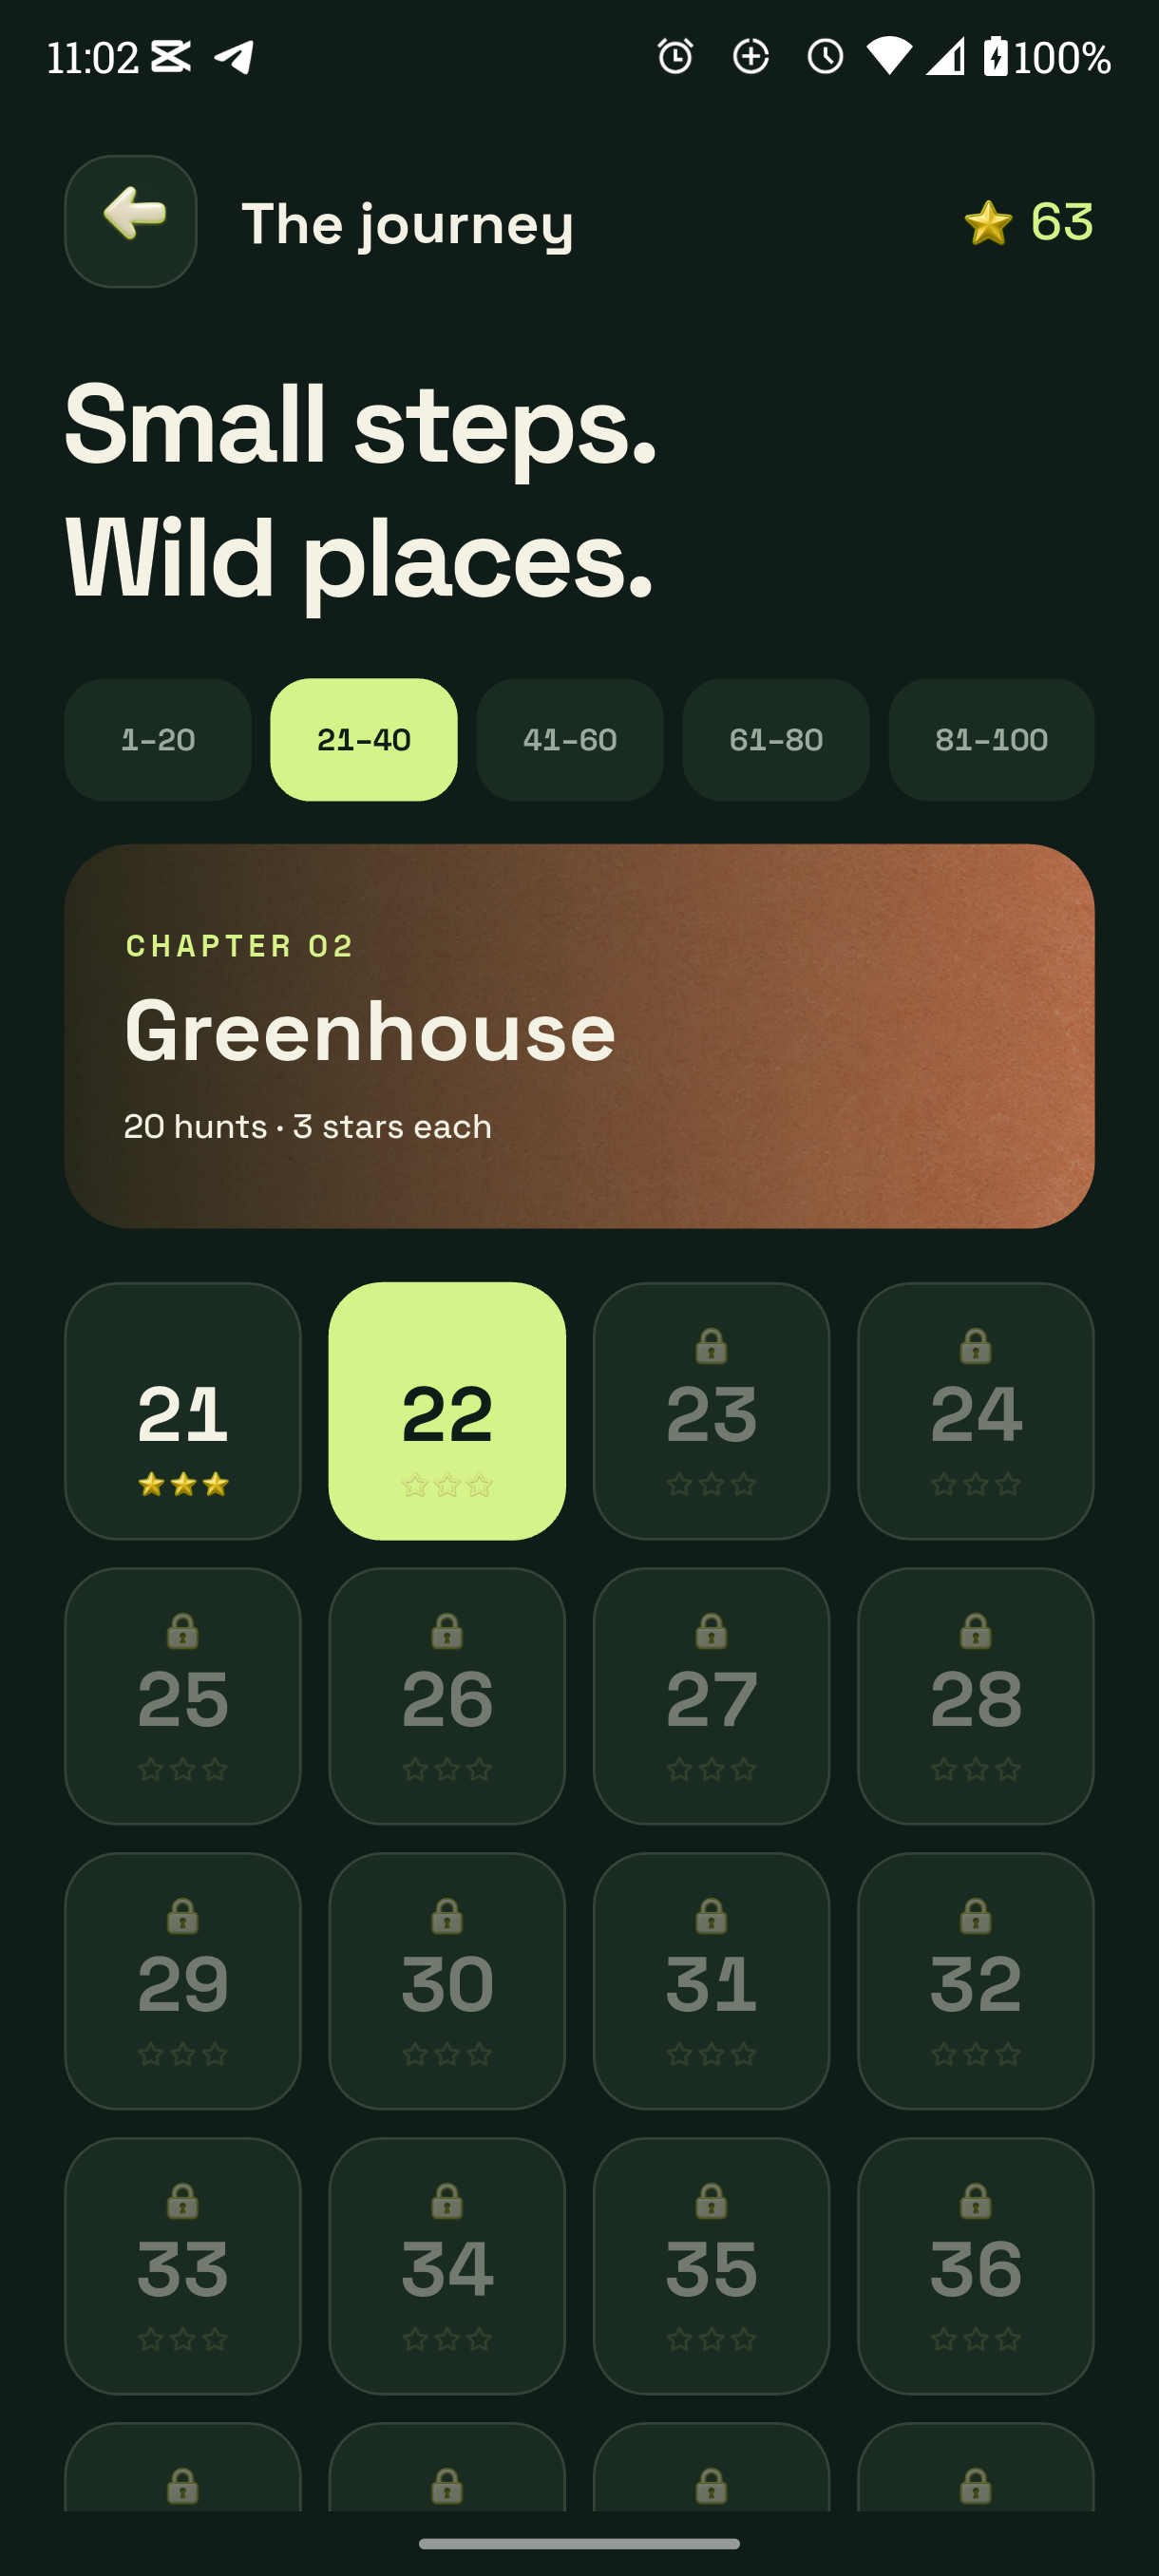 11:02 100%
The journey 63
Small steps.
Wild places.
1–20 21–40 41–60 61–80 81–100
CHAPTER 02
Greenhouse
20 hunts · 3 stars each
21 22 23 24
25 26 27 28
29 30 31 32
33 34 35 36